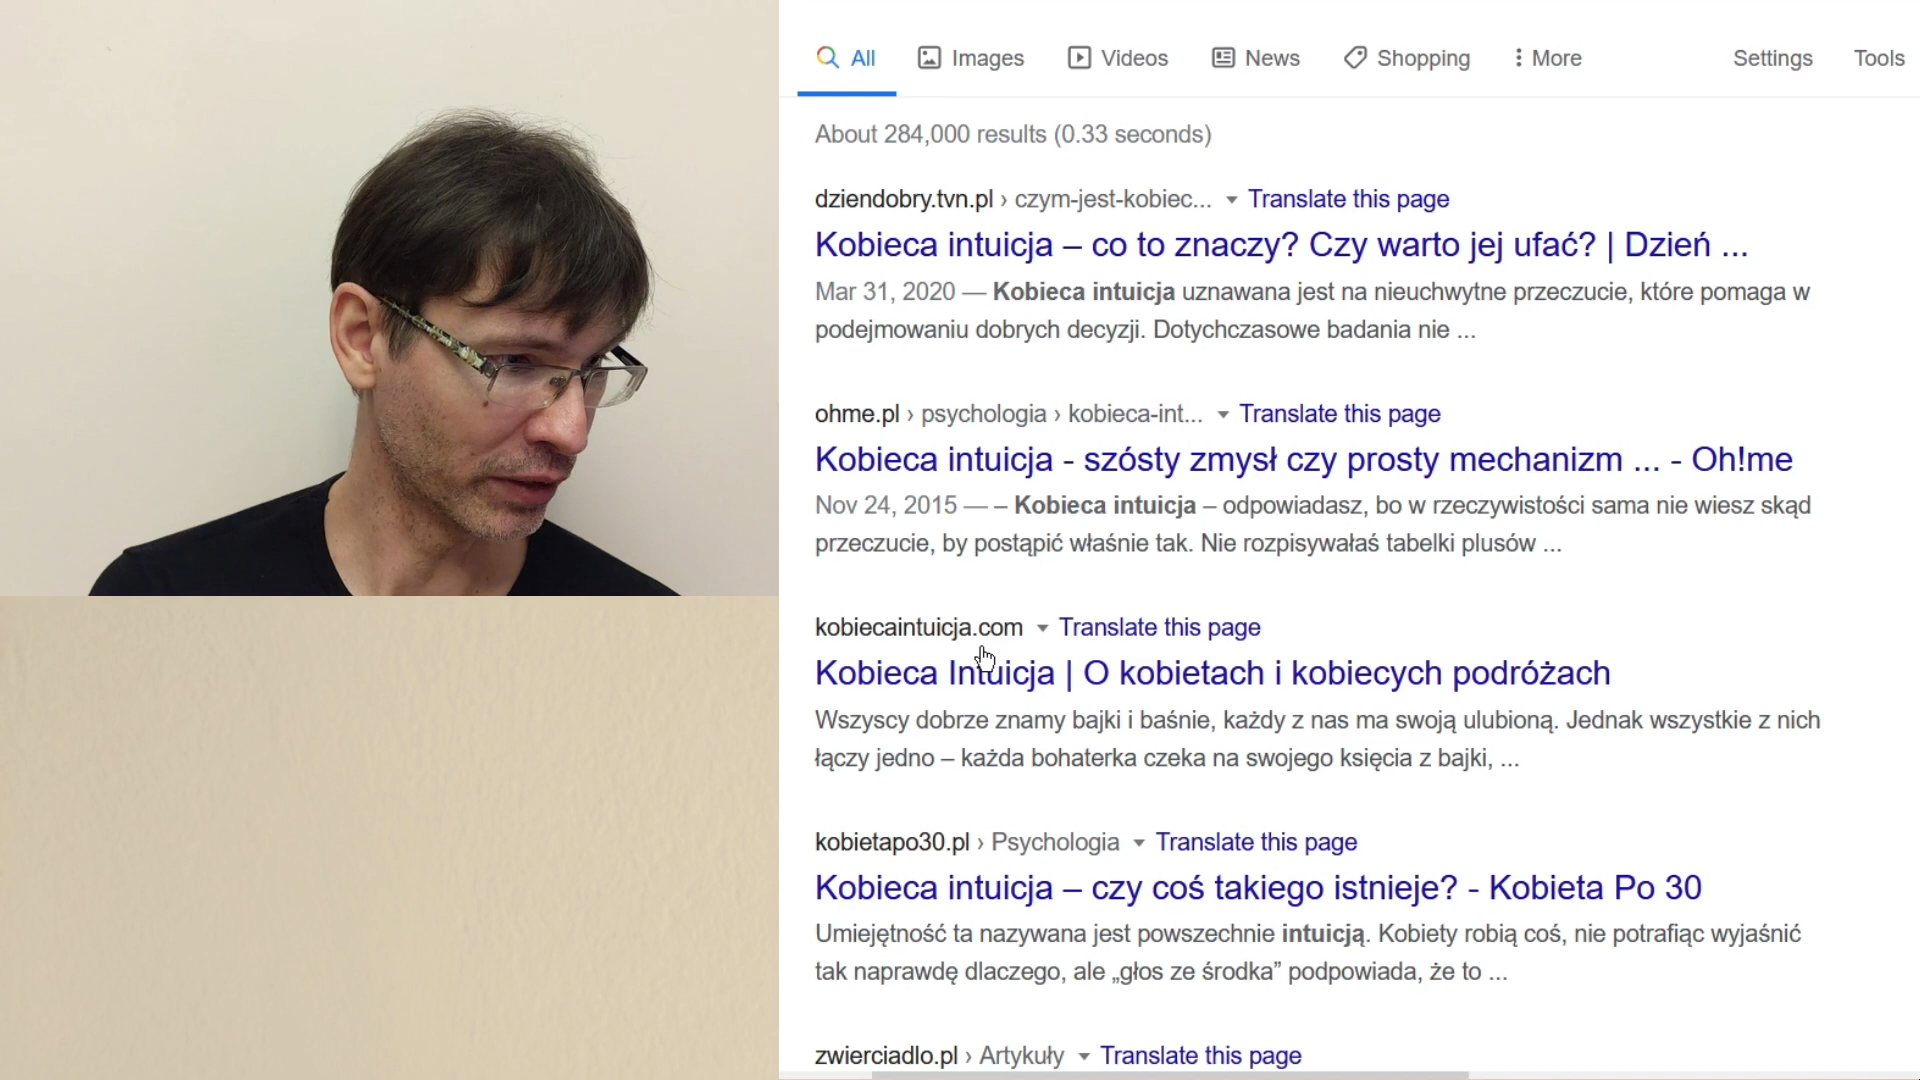 All Images Videos News Shopping More Settings Tools
About 284,000 results (0.33 seconds)
dziendobry.tvn.pl › czym-jest-kobiec... Translate this page
Kobieca intuicja – co to znaczy? Czy warto jej ufać? | Dzień ...
Mar 31, 2020 — Kobieca intuicja uznawana jest na nieuchwytne przeczucie, które pomaga w
podejmowaniu dobrych decyzji. Dotychczasowe badania nie ...
ohme.pl › psychologia › kobieca-int... Translate this page
Kobieca intuicja - szósty zmysł czy prosty mechanizm ... - Oh!me
Nov 24, 2015 — – Kobieca intuicja – odpowiadasz, bo w rzeczywistości sama nie wiesz skąd
przeczucie, by postąpić właśnie tak. Nie rozpisywałaś tabelki plusów ...
kobiecaintuicja.com Translate this page
Kobieca Intuicja | O kobietach i kobiecych podróżach
Wszyscy dobrze znamy bajki i baśnie, każdy z nas ma swoją ulubioną. Jednak wszystkie z nich
łączy jedno – każda bohaterka czeka na swojego księcia z bajki, ...
kobietapo30.pl › Psychologia Translate this page
Kobieca intuicja – czy coś takiego istnieje? - Kobieta Po 30
Umiejętność ta nazywana jest powszechnie intuicją. Kobiety robią coś, nie potrafiąc wyjaśnić
tak naprawdę dlaczego, ale „głos ze środka” podpowiada, że to ...
zwierciadlo.pl › Artykuły Translate this page